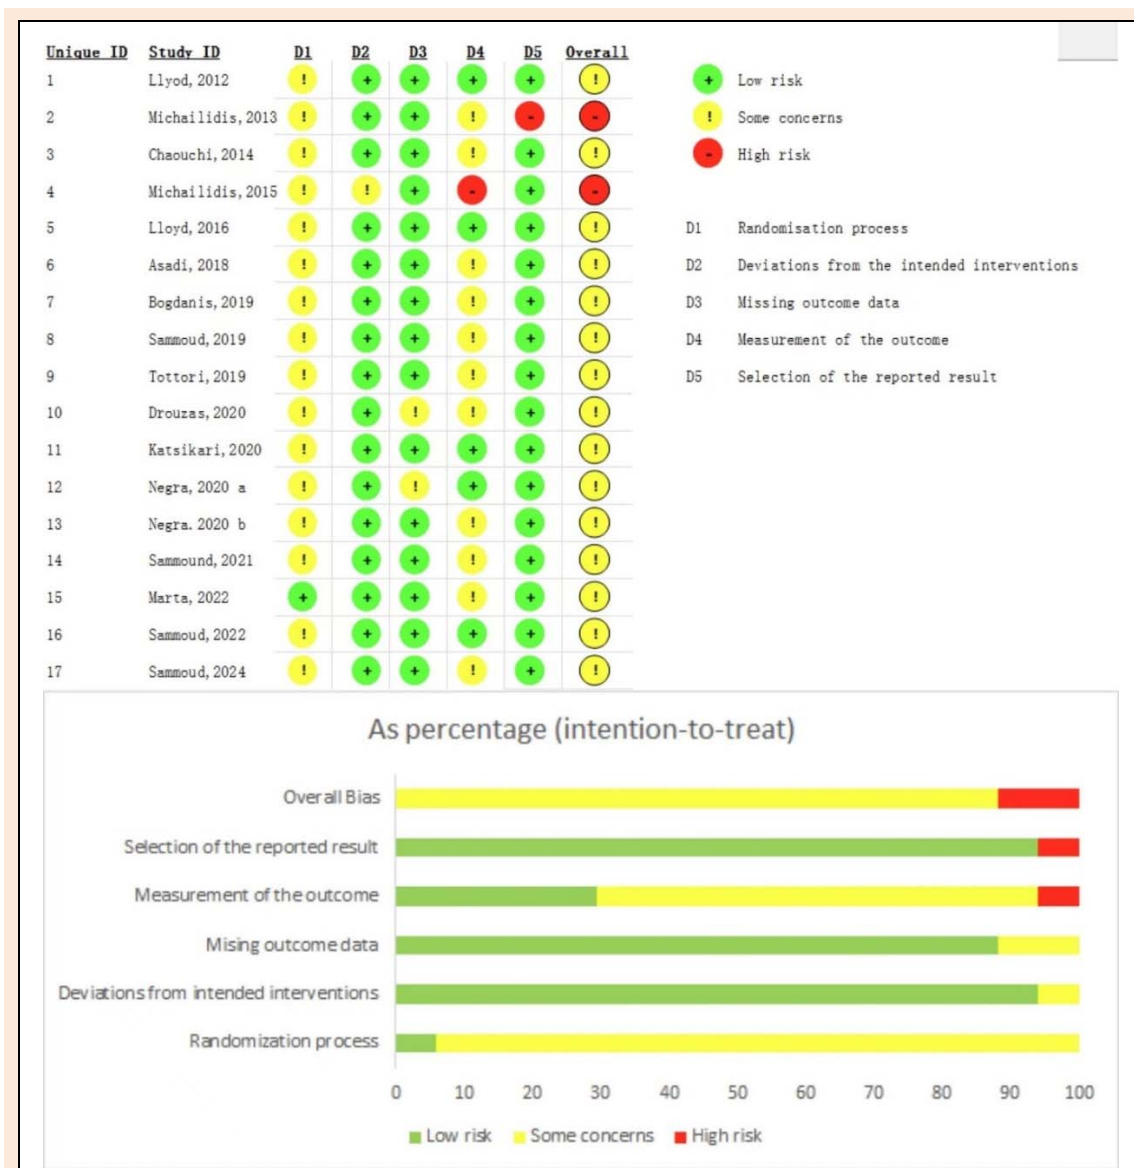 Unique ID Study ID D1 D2 D3 D4 D5 Overall
1 Llyod, 2012 ! + + + + !
2 Michailidis, 2013 ! + + ! - -
3 Chaouchi, 2014 ! + + ! + !
4 Michailidis, 2015 ! ! + - + -
5 Lloyd, 2016 ! + + + + !
6 Asadi, 2018 ! + + ! + !
7 Bogdanis, 2019 ! + + ! + !
8 Sammoud, 2019 ! + + ! + !
9 Tottori, 2019 ! + + ! + !
10 Drouzas, 2020 ! + ! ! + !
11 Katsikari, 2020 ! + + + + !
12 Negra, 2020 a ! + ! + + !
13 Negra. 2020 b ! + + ! + !
14 Sammound, 2021 ! + + ! + !
15 Marta, 2022 + + + ! + !
16 Sammoud, 2022 ! + + + + !
17 Sammoud, 2024 ! + + ! + !
+ Low risk
! Some concerns
- High risk
D1 Randomisation process
D2 Deviations from the intended interventions
D3 Missing outcome data
D4 Measurement of the outcome
D5 Selection of the reported result
As percentage (intention-to-treat)
Overall Bias
Selection of the reported result
Measurement of the outcome
Mising outcome data
Deviations from intended interventions
Randomization process
0 10 20 30 40 50 60 70 80 90 100
Low risk Some concerns High risk